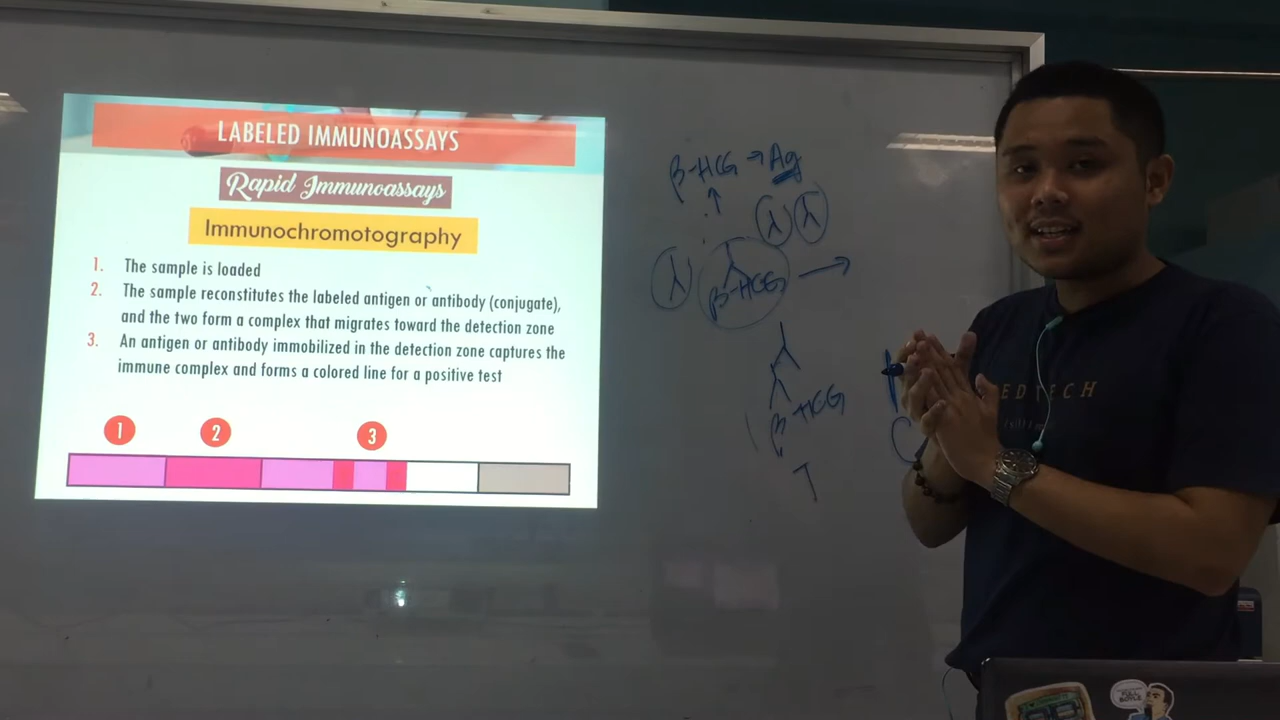 LABELED IMMUNOASSAYS
Rapid Immunoassays
Immunochromotography
1. The sample is loaded
2. The sample reconstitutes the labeled antigen or antibody (conjugate),
and the two form a complex that migrates toward the detection zone
3. An antigen or antibody immobilized in the detection zone captures the
immune complex and forms a colored line for a positive test
1 2 3
β-HCG → Ag
β-HCG
β-HCG
T
C
EDTECH